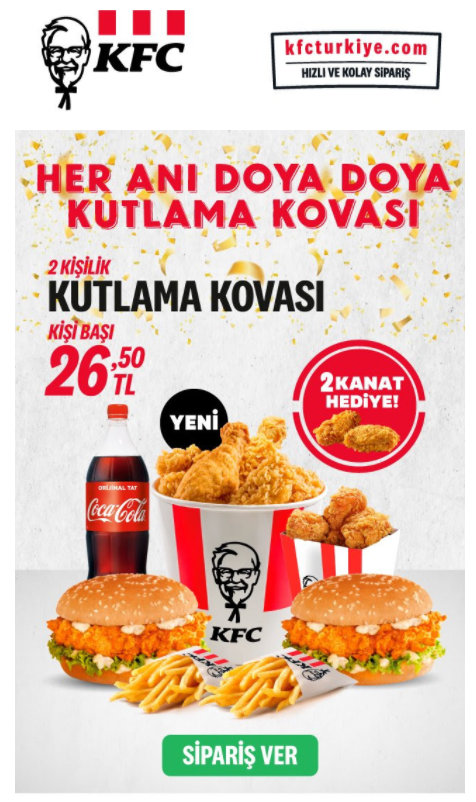 KFC
kfcturkiye.com
HIZLI VE KOLAY SİPARİŞ
HER ANI DOYA DOYA
KUTLAMA KOVASI
2 KİŞİLİK
KUTLAMA KOVASI
KİŞİ BAŞI
26,50 TL
2 KANAT
HEDİYE!
YENİ
ORİJİNAL TAT
Coca-Cola
KFC
SİPARİŞ VER